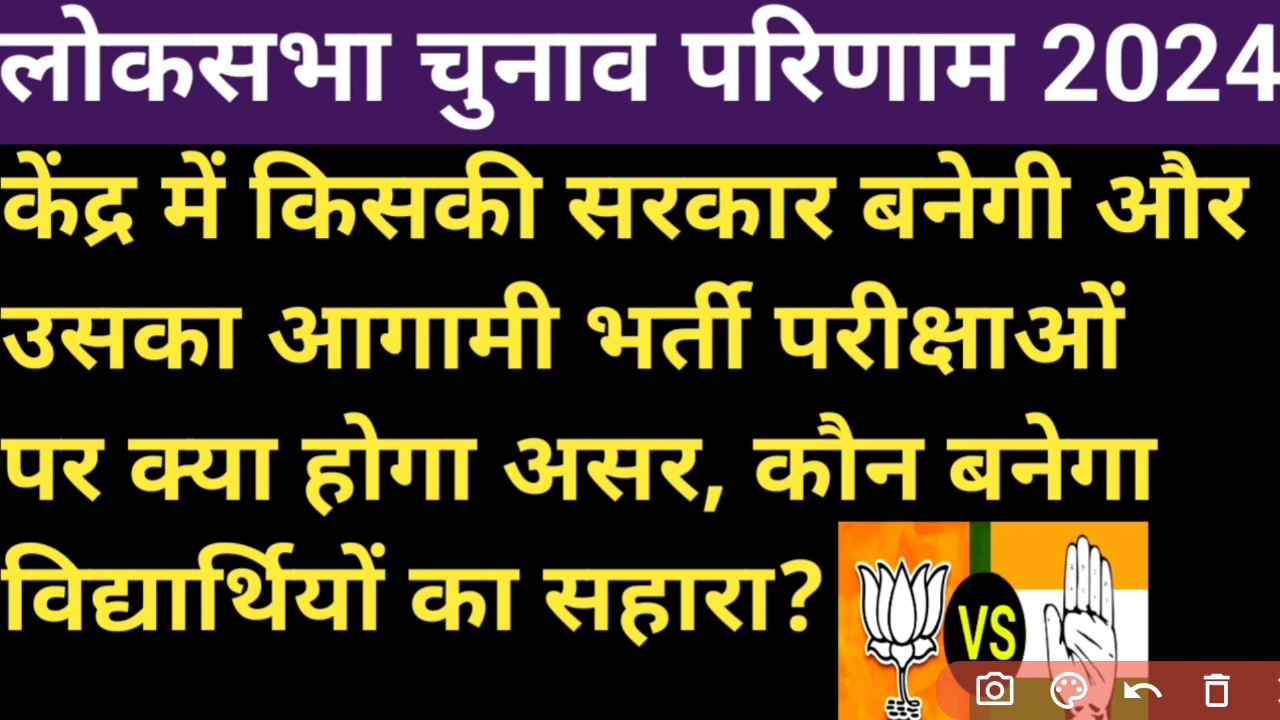 लोकसभा चुनाव परिणाम 2024
केंद्र में किसकी सरकार बनेगी और
उसका आगामी भर्ती परीक्षाओं
पर क्या होगा असर, कौन बनेगा
विद्यार्थियों का सहारा?
VS